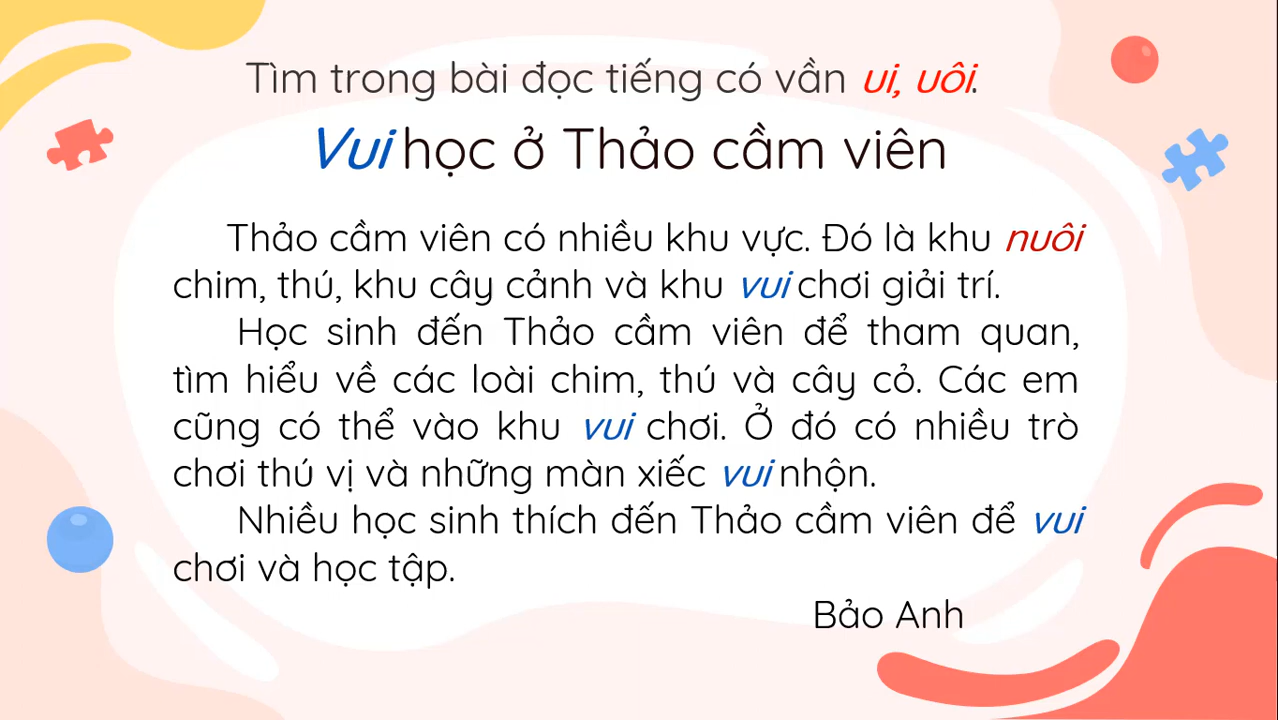 Tìm trong bài đọc tiếng có vần ui, uôi.
Vui học ở Thảo cầm viên
Thảo cầm viên có nhiều khu vực. Đó là khu nuôi
chim, thú, khu cây cảnh và khu vui chơi giải trí.
Học sinh đến Thảo cầm viên để tham quan,
tìm hiểu về các loài chim, thú và cây cỏ. Các em
cũng có thể vào khu vui chơi. Ở đó có nhiều trò
chơi thú vị và những màn xiếc vui nhộn.
Nhiều học sinh thích đến Thảo cầm viên để vui
chơi và học tập.
Bảo Anh